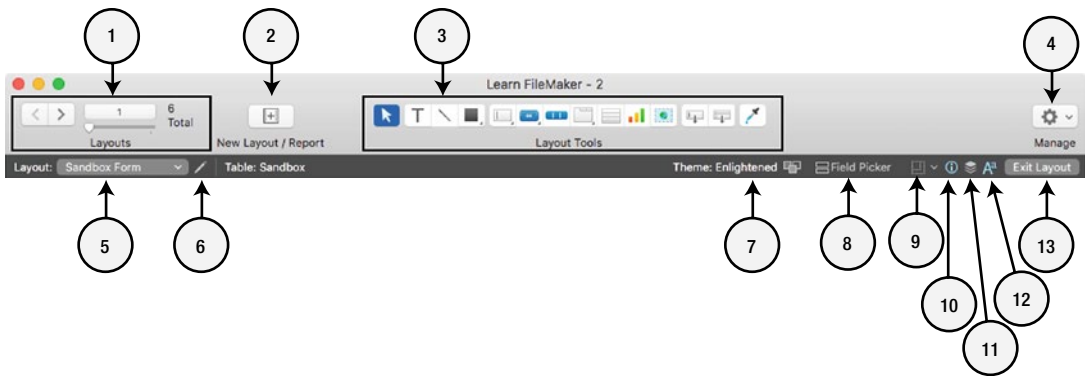 1
2
3
4
Learn FileMaker - 2
1
6
Total
Layouts
New Layout / Report
T
Layout Tools
Manage
Layout: Sandbox Form
Table: Sandbox
Theme: Enlightened
Field Picker
Aa
Exit Layout
5
6
7
8
9
10
11
12
13